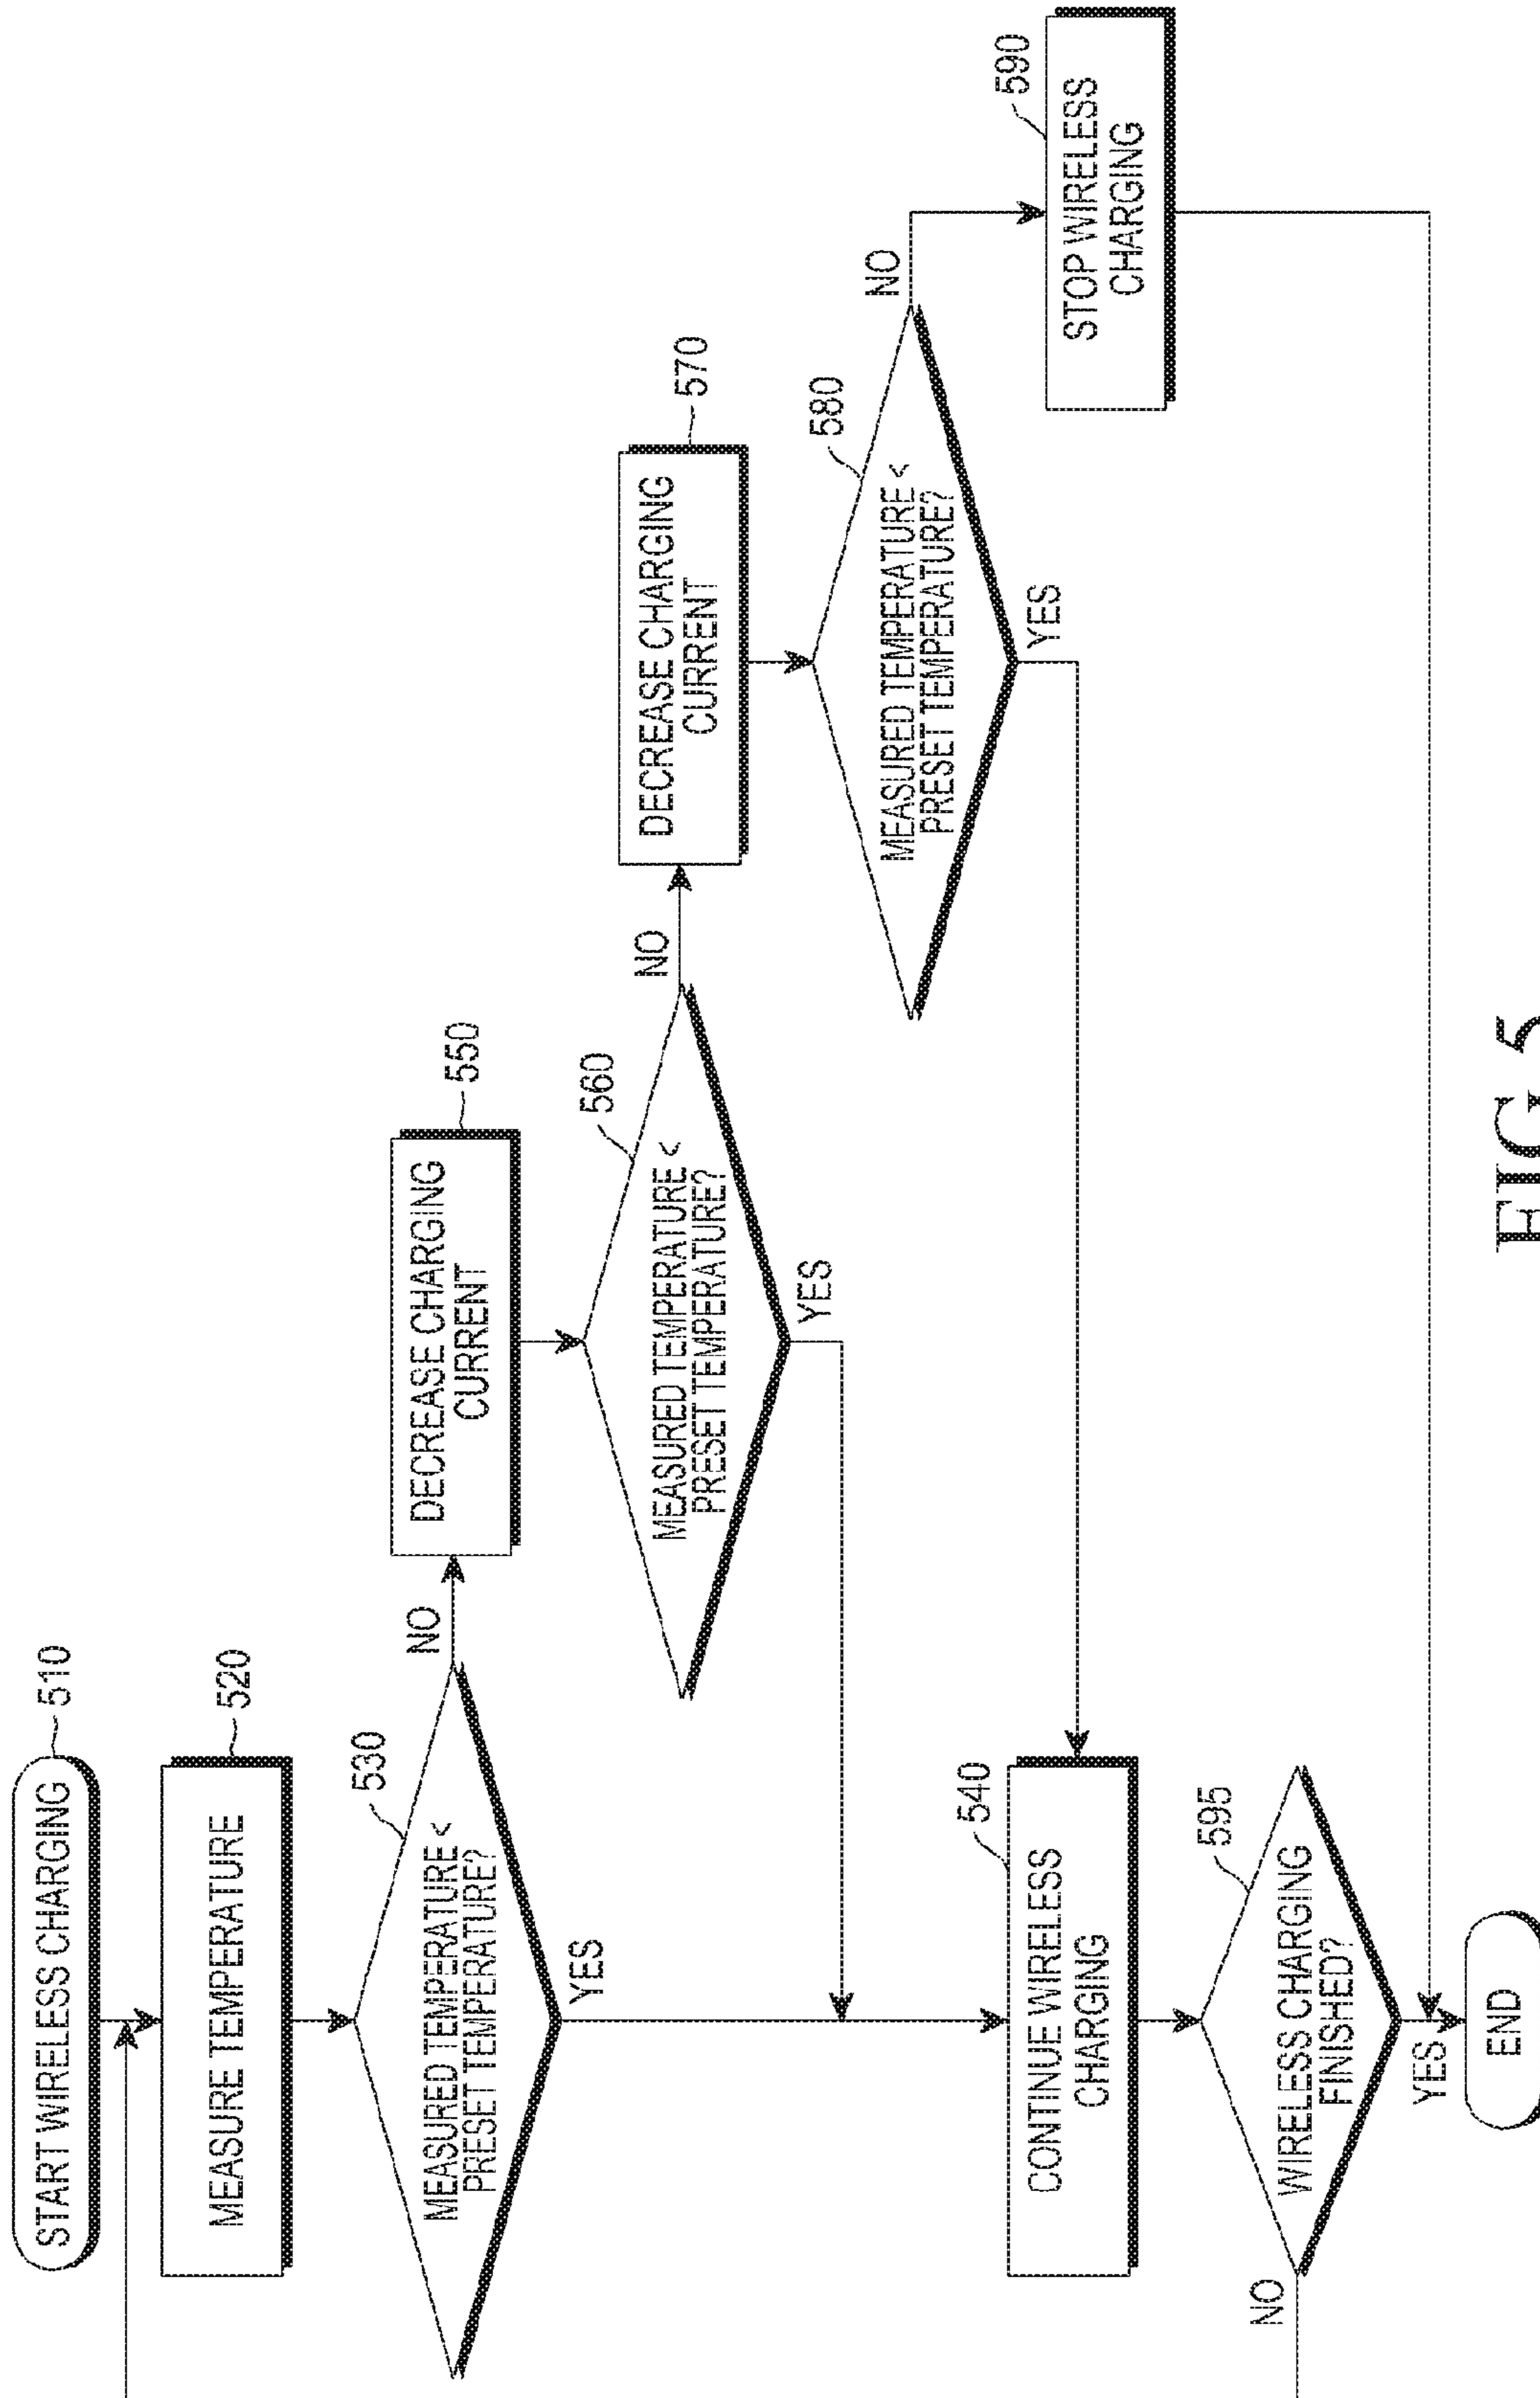 START WIRELESS CHARGING
510
MEASURE TEMPERATURE
520
MEASURED TEMPERATURE <
PRESET TEMPERATURE?
530
NO
YES
DECREASE CHARGING
CURRENT
550
MEASURED TEMPERATURE <
PRESET TEMPERATURE?
560
NO
YES
DECREASE CHARGING
CURRENT
570
MEASURED TEMPERATURE <
PRESET TEMPERATURE?
580
NO
YES
STOP WIRELESS
CHARGING
590
CONTINUE WIRELESS
CHARGING
540
WIRELESS CHARGING
FINISHED?
595
NO
YES
END
FIG. 5